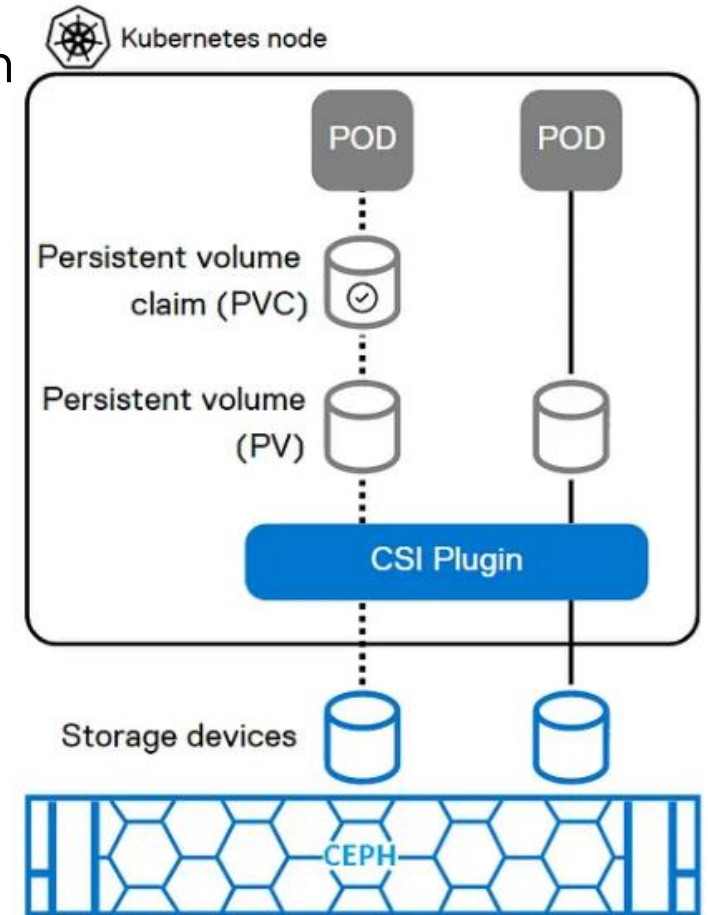 n
Kubernetes node
POD
POD
Persistent volume
claim (PVC)
Persistent volume
(PV)
CSI Plugin
Storage devices
CEPH